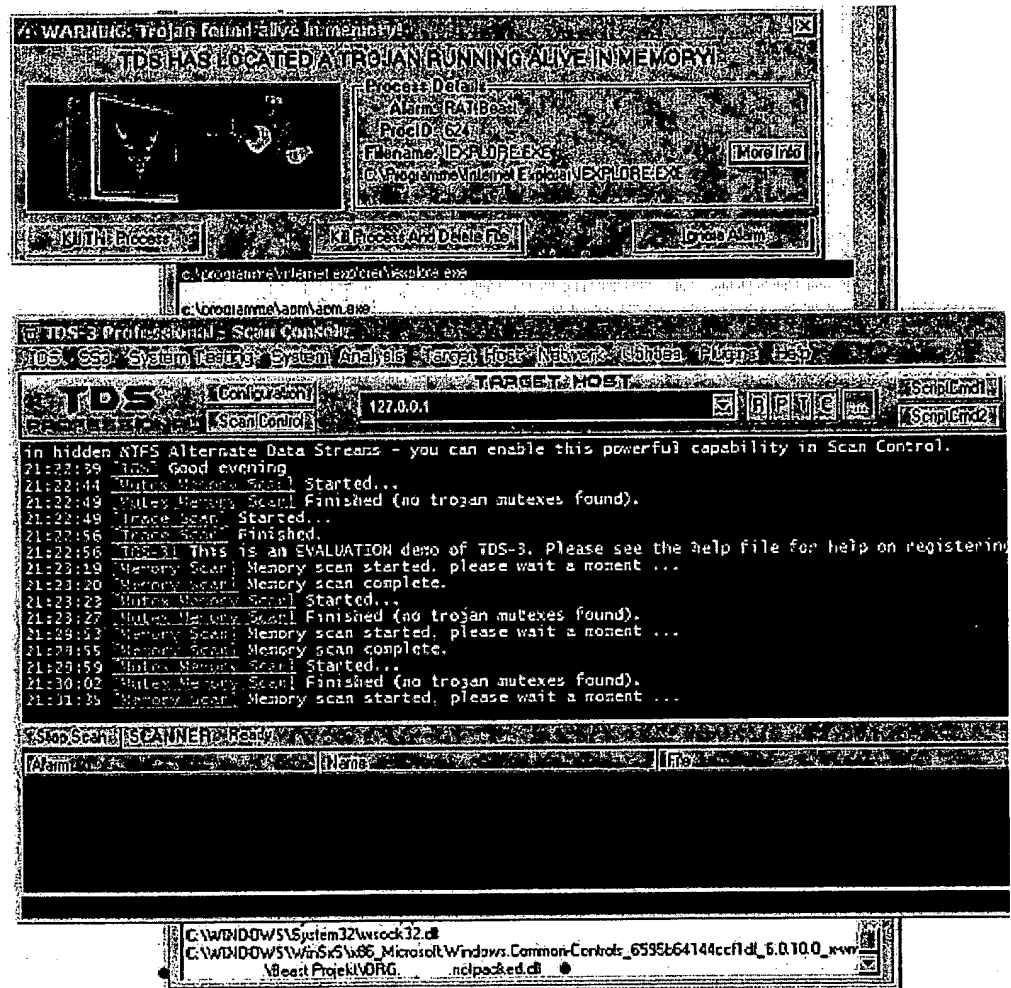 WARNING: Trojan found alive in memory!
TDS HAS LOCATED A TROJAN RUNNING ALIVE IN MEMORY!
Process Details
Alarm: RAT.Beast
ProcID: 624
Filename: IEXPLORE.EXE
More Info
C:\Programme\Internet Explorer\IEXPLORE.EXE
Kill This Process
Kill Process And Delete File
Ignore Alarm
c:\programme\internet explorer\iexplore.exe
c:\programme\apm\apm.exe
TDS-3 Professional - Scan Console
TDS System Testing System Analysis Target Host Network Utilities Plugins Help
TARGET HOST
TDS
PROFESSIONAL
Configuration
Scan Control
127.0.0.1
R P T C
ScriptCmd1
ScriptCmd2
in hidden NTFS Alternate Data Streams - you can enable this powerful capability in Scan Control.
21:22:39 Good evening
21:22:44 [Mutex Memory Scan] Started...
21:22:49 [Mutex Memory Scan] Finished (no trojan mutexes found).
21:22:49 [Trace Scan] Started...
21:22:56 [Trace Scan] Finished.
21:22:56 [TDS-3] This is an EVALUATION demo of TDS-3. Please see the help file for help on registering
21:23:19 [Memory Scan] Memory scan started, please wait a moment ...
21:23:20 [Memory Scan] Memory scan complete.
21:23:23 [Mutex Memory Scan] Started...
21:23:27 [Mutex Memory Scan] Finished (no trojan mutexes found).
21:29:53 [Memory Scan] Memory scan started, please wait a moment ...
21:29:55 [Memory Scan] Memory scan complete.
21:29:59 [Mutex Memory Scan] Started...
21:30:02 [Mutex Memory Scan] Finished (no trojan mutexes found).
21:31:35 [Memory Scan] Memory scan started, please wait a moment ...
Stop Scan SCANNER Ready
Alarm Name File
C:\WINDOWS\System32\wsock32.dll
C:\WINDOWS\WinSxS\x86_Microsoft.Windows.Common-Controls_6595b64144ccf1df_6.0.10.0_x-ww
\Beast Projekt\ORG. notpacked.dll